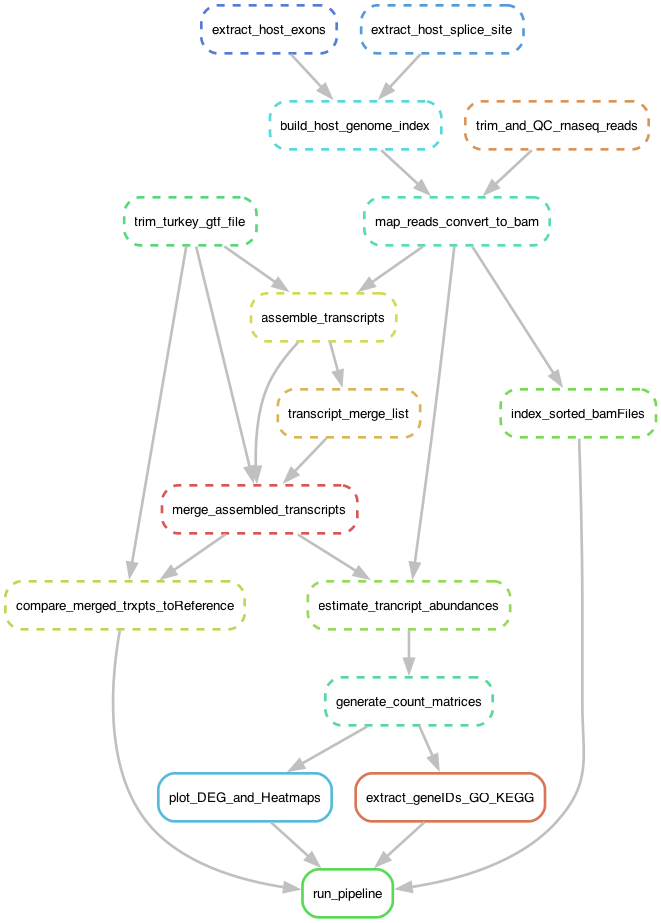 extract_host_exons
extract_host_splice_site
build_host_genome_index
trim_and_QC_rnaseq_reads
trim_turkey_gtf_file
map_reads_convert_to_bam
assemble_transcripts
transcript_merge_list
index_sorted_bamFiles
merge_assembled_transcripts
compare_merged_trxpts_toReference
estimate_trancript_abundances
generate_count_matrices
plot_DEG_and_Heatmaps
extract_geneIDs_GO_KEGG
run_pipeline